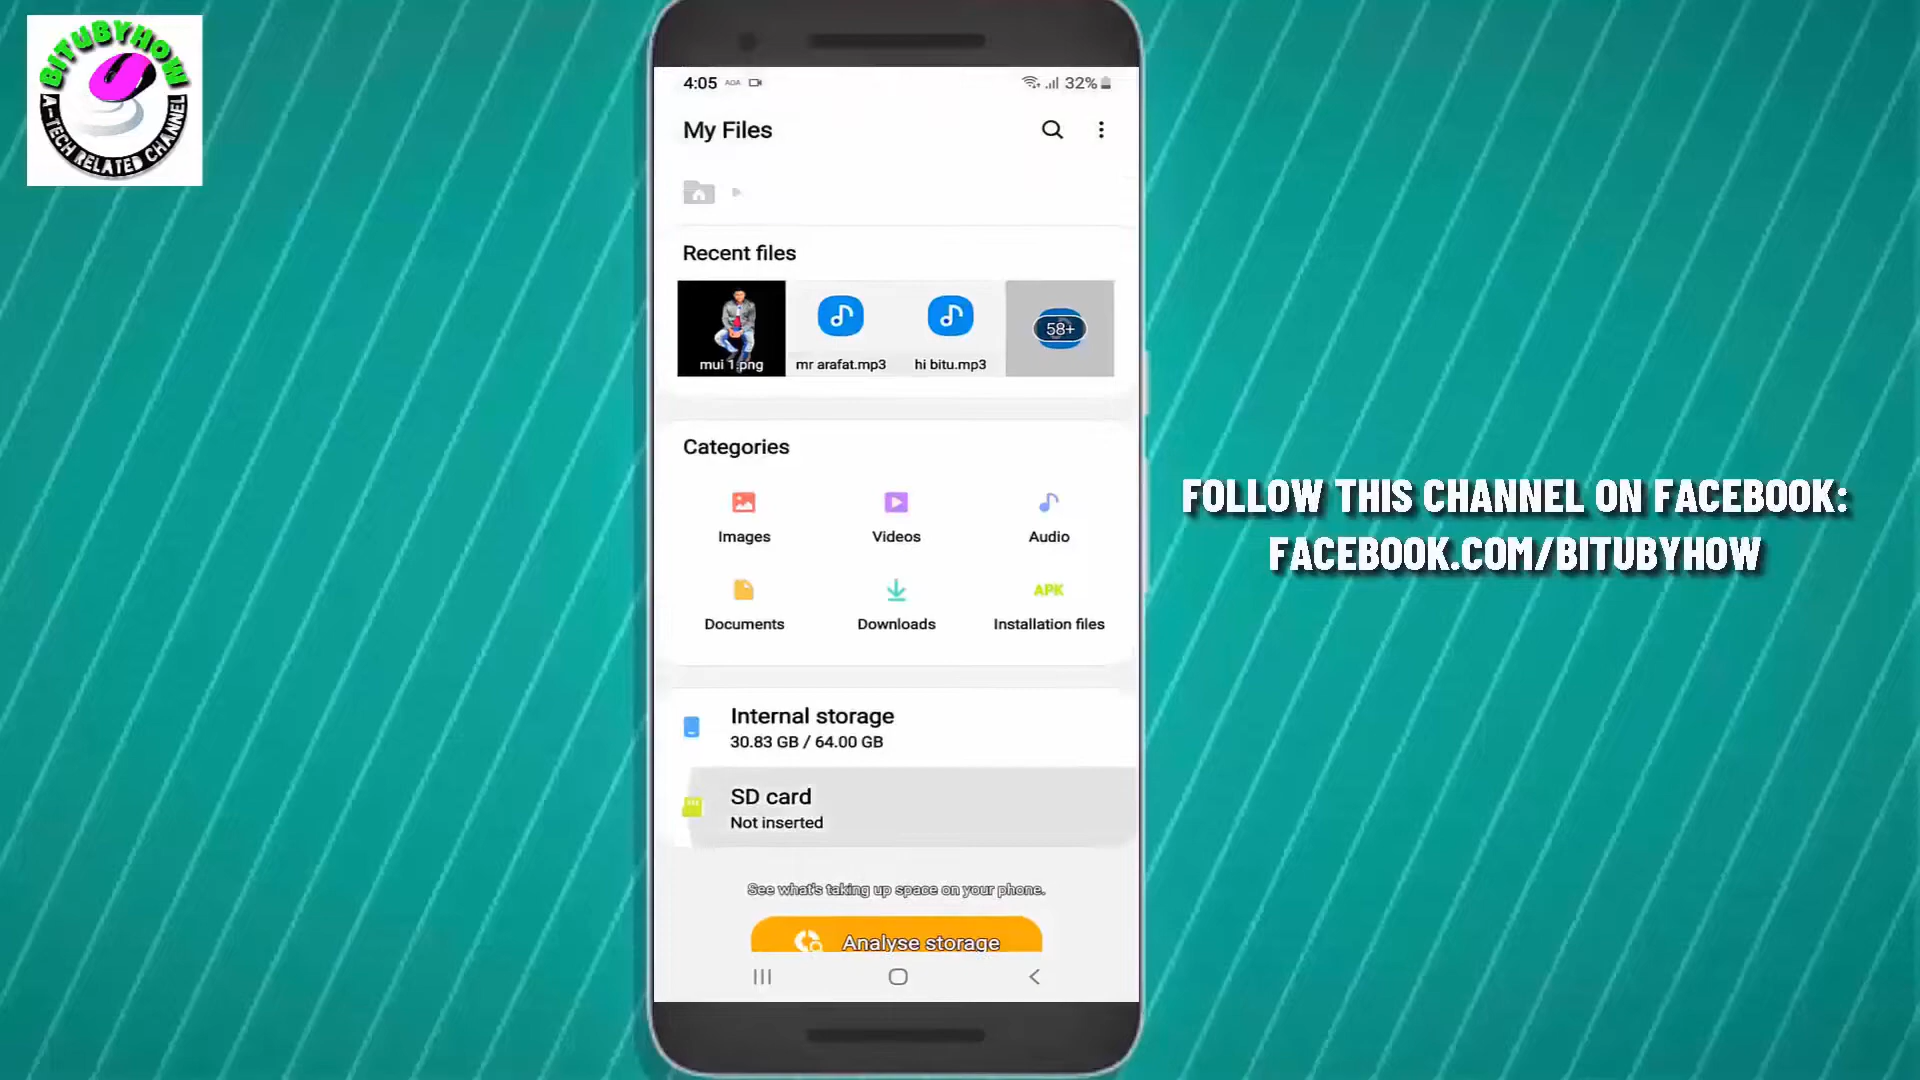 BITUBYHOW
A-TECH RELATED CHANNEL
4:05 AOA 32%
My Files
Recent files
mui 1.png
mr arafat.mp3
hi bitu.mp3
58+
Categories
Images
Videos
Audio
APK
Documents
Downloads
Installation files
Internal storage
30.83 GB / 64.00 GB
SD card
Not inserted
See what's taking up space on your phone.
Analyse storage
FOLLOW THIS CHANNEL ON FACEBOOK:
FACEBOOK.COM/BITUBYHOW